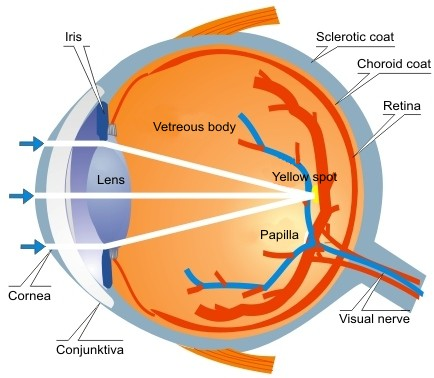 Iris
Sclerotic coat
Choroid coat
Retina
Vetreous body
Lens
Yellow spot
Papilla
Cornea
Visual nerve
Conjunktiva